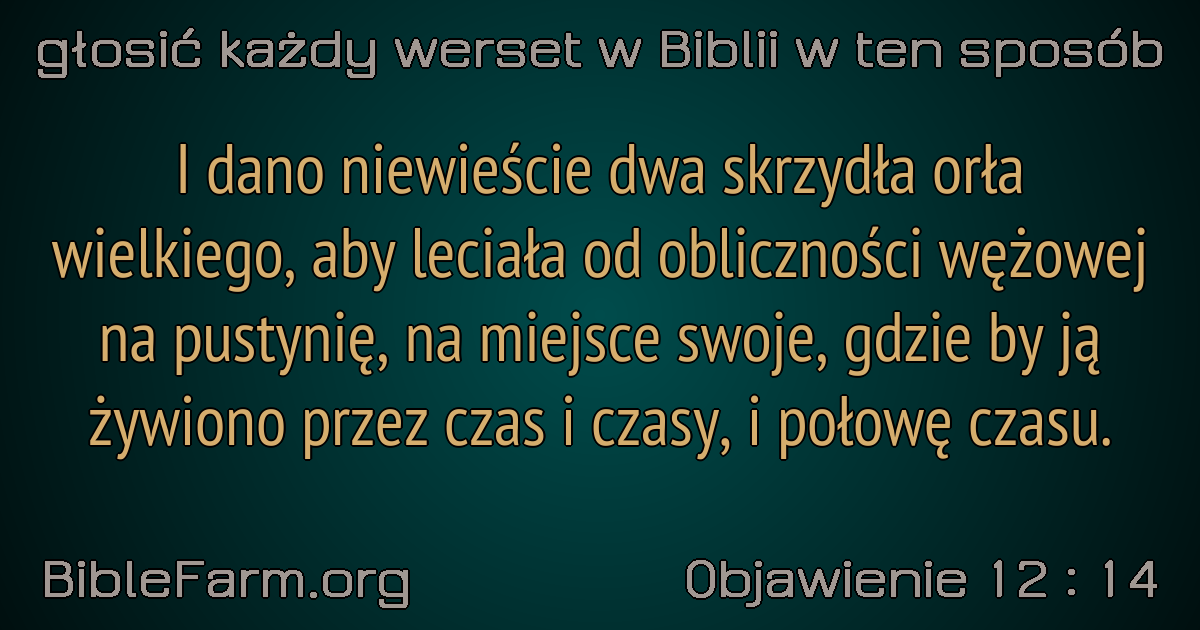 głosić każdy werset w Biblii w ten sposób
I dano niewieście dwa skrzydła orła
wielkiego, aby leciała od obliczności wężowej
na pustynię, na miejsce swoje, gdzie by ją
żywiono przez czas i czasy, i połowę czasu.
BibleFarm.org
Objawienie 12 : 14